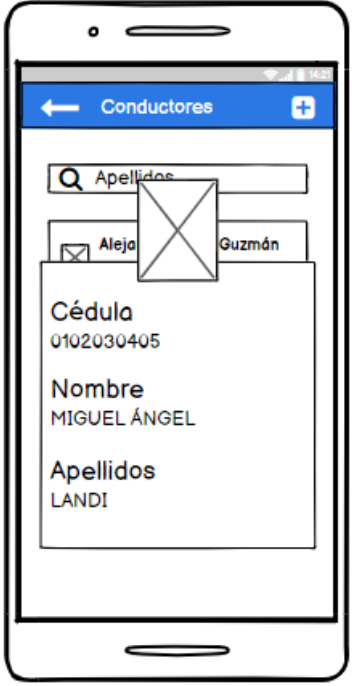 14:21
Conductores
Apellidos
Aleja Guzmán
Cédula
0102030405
Nombre
MIGUEL ÁNGEL
Apellidos
LANDI